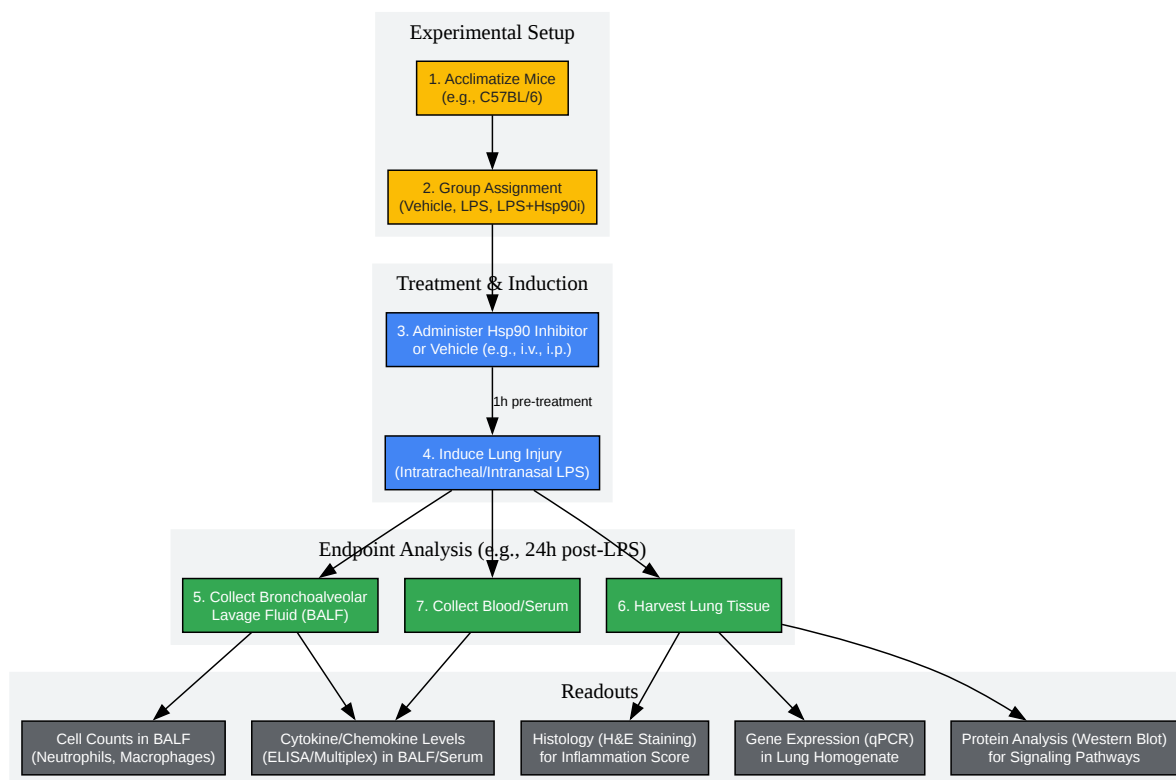 Experimental Setup
1. Acclimatize Mice
(e.g., C57BL/6)
2. Group Assignment
(Vehicle, LPS, LPS+Hsp90i)
Treatment & Induction
3. Administer Hsp90 Inhibitor
or Vehicle (e.g., i.v., i.p.)
1h pre-treatment
4. Induce Lung Injury
(Intratracheal/Intranasal LPS)
Endpoint Analysis (e.g., 24h post-LPS)
5. Collect Bronchoalveolar
Lavage Fluid (BALF)
7. Collect Blood/Serum
6. Harvest Lung Tissue
Readouts
Cell Counts in BALF
(Neutrophils, Macrophages)
Cytokine/Chemokine Levels
(ELISA/Multiplex) in BALF/Serum
Histology (H&E Staining)
for Inflammation Score
Gene Expression (qPCR)
in Lung Homogenate
Protein Analysis (Western Blot)
for Signaling Pathways